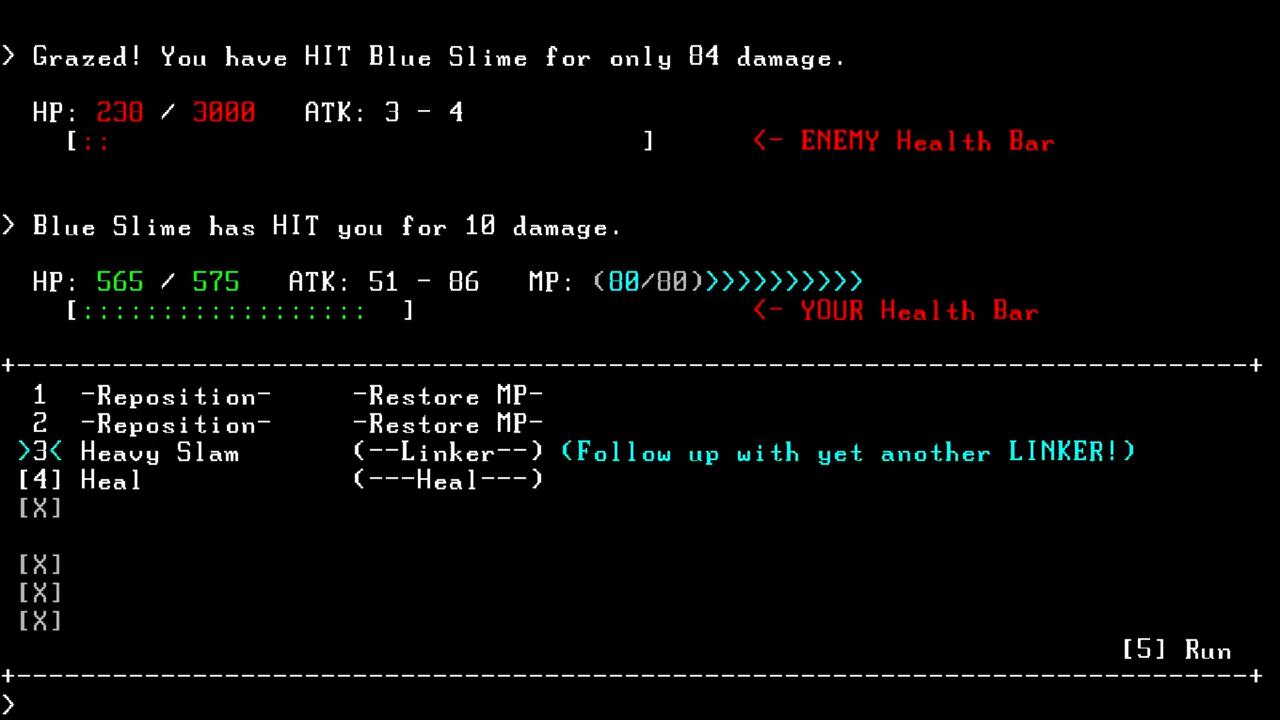 > Grazed! You have HIT Blue Slime for only 84 damage.
HP: 238 / 3000 ATK: 3 - 4
[:: ] <- ENEMY Health Bar
> Blue Slime has HIT you for 10 damage.
HP: 565 / 575 ATK: 51 - 86 MP: (80/80)>>>>>>>>>>
[:::::::::::::::::: ] <- YOUR Health Bar
+------------------------------------------------------------------------------+
1 -Reposition- -Restore MP-
2 -Reposition- -Restore MP-
>3< Heavy Slam (--Linker--) (Follow up with yet another LINKER!)
[4] Heal (---Heal---)
[X]
[X]
[X]
[X]
[5] Run
+------------------------------------------------------------------------------+
>